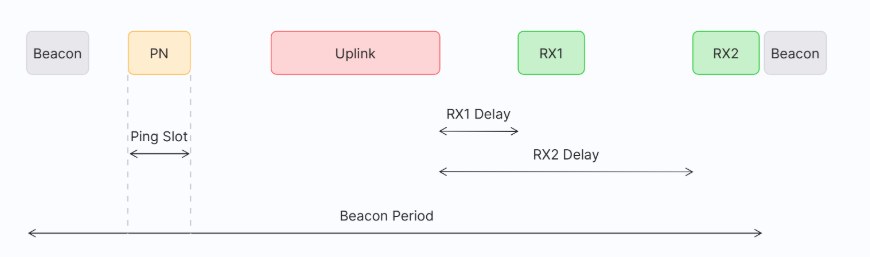 Beacon
PN
Uplink
RX1
RX2
Beacon
RX1 Delay
Ping Slot
RX2 Delay
Beacon Period